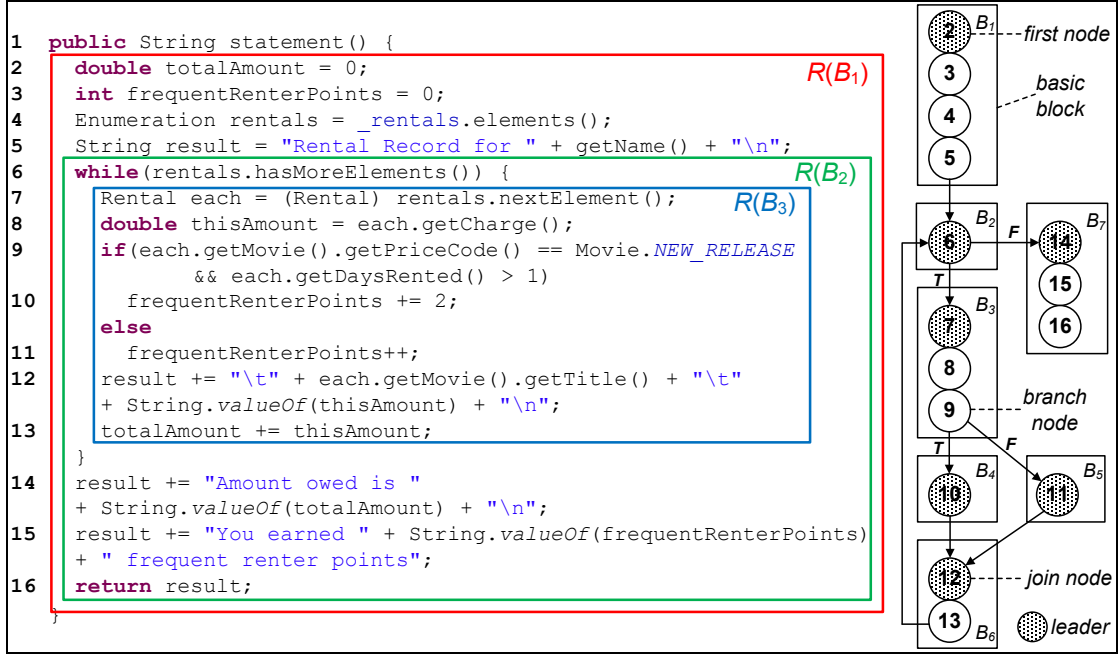 1 public String statement() {
2 double totalAmount = 0; R(B1)
3 int frequentRenterPoints = 0;
4 Enumeration rentals = _rentals.elements();
5 String result = "Rental Record for " + getName() + "\n";
6 while(rentals.hasMoreElements()) { R(B2)
7 Rental each = (Rental) rentals.nextElement(); R(B3)
8 double thisAmount = each.getCharge();
9 if(each.getMovie().getPriceCode() == Movie.NEW_RELEASE
&& each.getDaysRented() > 1)
10 frequentRenterPoints += 2;
else
11 frequentRenterPoints++;
12 result += "\t" + each.getMovie().getTitle() + "\t"
+ String.valueOf(thisAmount) + "\n";
13 totalAmount += thisAmount;
}
14 result += "Amount owed is "
+ String.valueOf(totalAmount) + "\n";
15 result += "You earned " + String.valueOf(frequentRenterPoints)
+ " frequent renter points";
16 return result;
}
2 B1 first node
3
basic
block
4
5
6 B2 F 14 B7
15
16
T
7 B3
8
9
branch
node
T F
10 B4 11 B5
12 join node
13 B6 leader